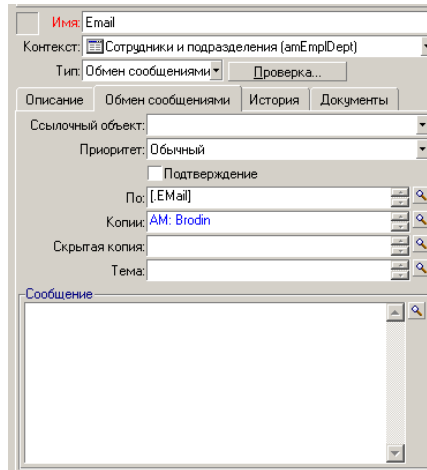 Имя: Email
Контекст: Сотрудники и подразделения (amEmplDept)
Тип: Обмен сообщениями Проверка...
Описание Обмен сообщениями История Документы
Ссылочный объект:
Приоритет: Обычный
Подтверждение
По: [.EMail]
Копии: AM: Brodin
Скрытая копия:
Тема:
Сообщение